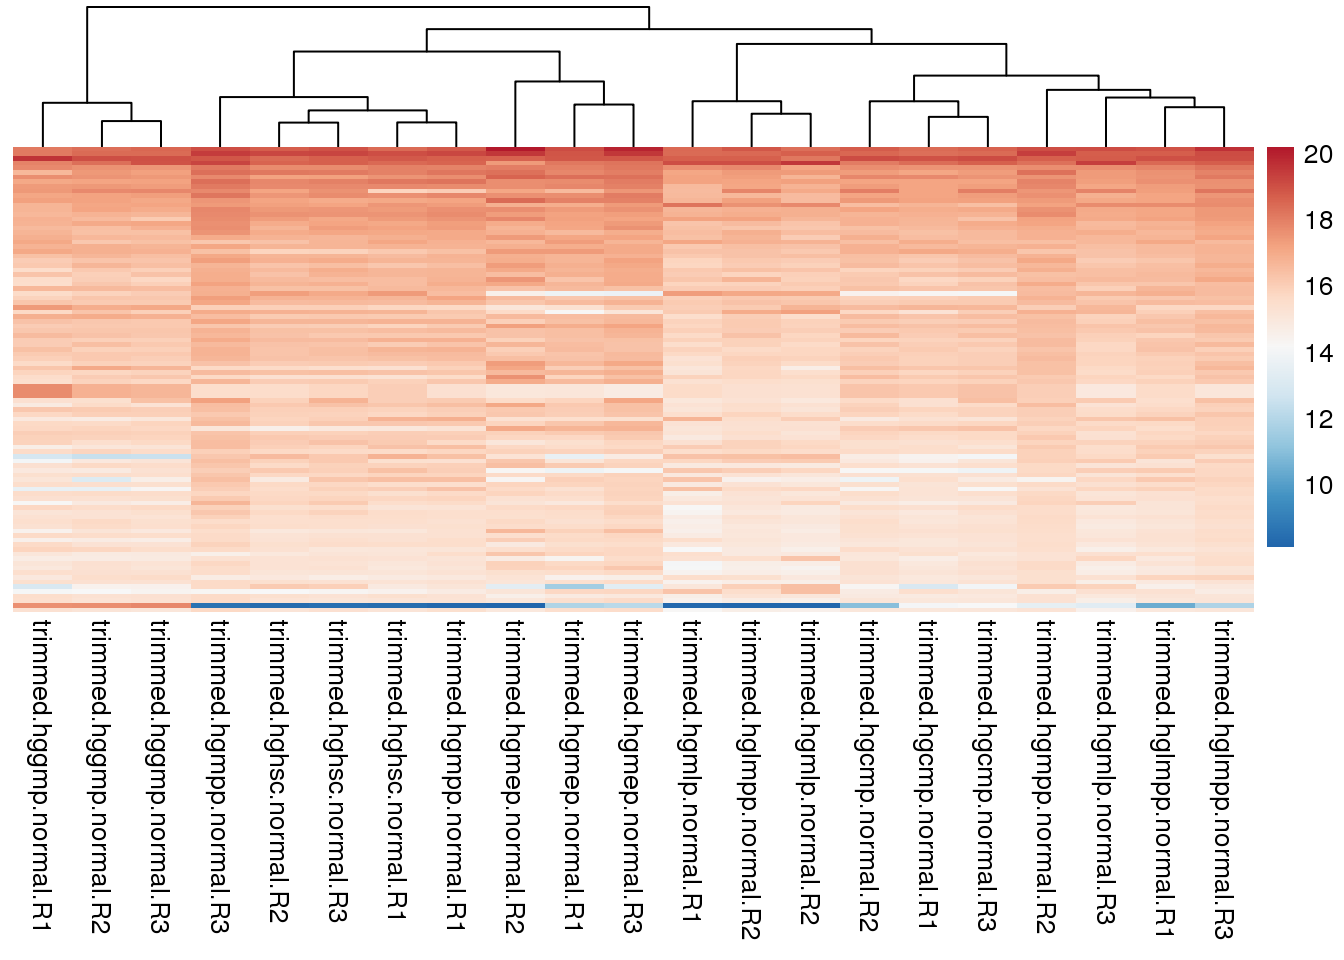 20
18
16
14
12
10
trimmed.hggmp.normal.R1
trimmed.hggmp.normal.R2
trimmed.hggmp.normal.R3
trimmed.hgmpp.normal.R3
trimmed.hghsc.normal.R2
trimmed.hghsc.normal.R3
trimmed.hghsc.normal.R1
trimmed.hgmpp.normal.R1
trimmed.hgmep.normal.R2
trimmed.hgmep.normal.R1
trimmed.hgmep.normal.R3
trimmed.hgmlp.normal.R1
trimmed.hglmpp.normal.R2
trimmed.hgmlp.normal.R2
trimmed.hgcmp.normal.R2
trimmed.hgcmp.normal.R1
trimmed.hgcmp.normal.R3
trimmed.hgmpp.normal.R2
trimmed.hgmlp.normal.R3
trimmed.hglmpp.normal.R1
trimmed.hglmpp.normal.R3